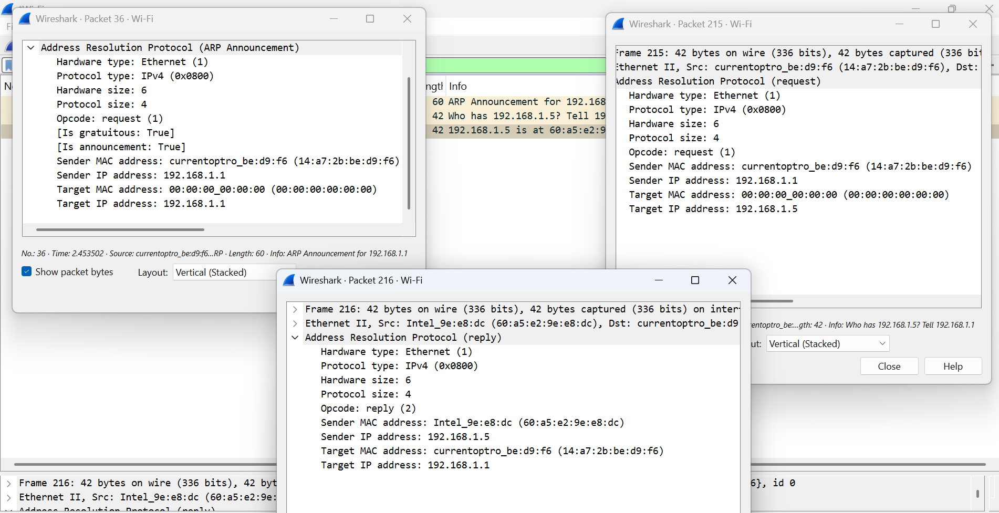 Wireshark · Packet 36 · Wi-Fi
Address Resolution Protocol (ARP Announcement)
Hardware type: Ethernet (1)
Protocol type: IPv4 (0x0800)
Hardware size: 6
Protocol size: 4
Opcode: request (1)
[Is gratuitous: True]
[Is announcement: True]
Sender MAC address: currentoptro_be:d9:f6 (14:a7:2b:be:d9:f6)
Sender IP address: 192.168.1.1
Target MAC address: 00:00:00_00:00:00 (00:00:00:00:00:00)
Target IP address: 192.168.1.1
No.: 36 · Time: 2.453502 · Source: currentoptro_be:d9:f6...RP · Length: 60 · Info: ARP Announcement for 192.168.1.1
Show packet bytes
Layout: Vertical (Stacked)
Info
60 ARP Announcement for 192.168
42 Who has 192.168.1.5? Tell 19
42 192.168.1.5 is at 60:a5:e2:9
Wireshark · Packet 215 · Wi-Fi
Frame 215: 42 bytes on wire (336 bits), 42 bytes captured (336 bit
Ethernet II, Src: currentoptro_be:d9:f6 (14:a7:2b:be:d9:f6), Dst:
Address Resolution Protocol (request)
Hardware type: Ethernet (1)
Protocol type: IPv4 (0x0800)
Hardware size: 6
Protocol size: 4
Opcode: request (1)
Sender MAC address: currentoptro_be:d9:f6 (14:a7:2b:be:d9:f6)
Sender IP address: 192.168.1.1
Target MAC address: 00:00:00_00:00:00 (00:00:00:00:00:00)
Target IP address: 192.168.1.5
rentoptro_be:...gth: 42 · Info: Who has 192.168.1.5? Tell 192.168.1.1
ut: Vertical (Stacked)
Close
Help
Wireshark · Packet 216 · Wi-Fi
Frame 216: 42 bytes on wire (336 bits), 42 bytes captured (336 bits) on inter
Ethernet II, Src: Intel_9e:e8:dc (60:a5:e2:9e:e8:dc), Dst: currentoptro_be:d9
Address Resolution Protocol (reply)
Hardware type: Ethernet (1)
Protocol type: IPv4 (0x0800)
Hardware size: 6
Protocol size: 4
Opcode: reply (2)
Sender MAC address: Intel_9e:e8:dc (60:a5:e2:9e:e8:dc)
Sender IP address: 192.168.1.5
Target MAC address: currentoptro_be:d9:f6 (14:a7:2b:be:d9:f6)
Target IP address: 192.168.1.1
Frame 216: 42 bytes on wire (336 bits), 42 byt
6}, id 0
Ethernet II, Src: Intel_9e:e8:dc (60:a5:e2:9e:
Address Resolution Protocol (reply)